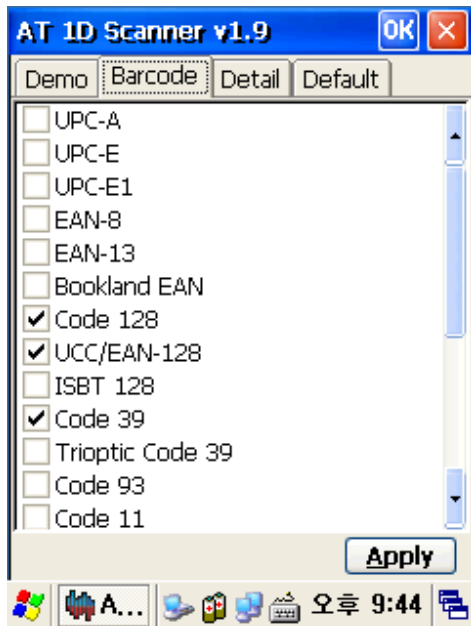 AT 1D Scanner v1.9 OK
Demo Barcode Detail Default
UPC-A
UPC-E
UPC-E1
EAN-8
EAN-13
Bookland EAN
Code 128
UCC/EAN-128
ISBT 128
Code 39
Trioptic Code 39
Code 93
Code 11
Apply
A... 오후 9:44